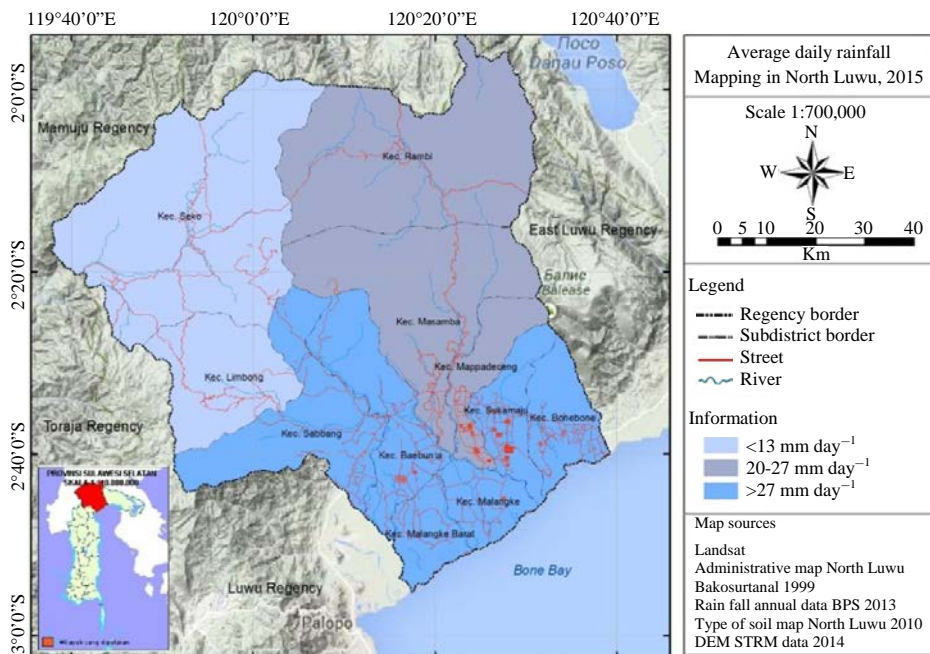 119°40'0"E
120°0'0"E
120°20'0"E
120°40'0"E
2°0'0"S
2°20'0"S
2°40'0"S
3°0'0"S
Посо
Danau Poso
Mamuju Regency
Kec. Rambi
Kec. Seko
East Luwu Regency
Балис
Balease
Kec. Masamba
Kec. Mappadeceng
Kec. Limbong
Kec. Sukamaju
Kec. Bonebone
Toraja Regency
Kec. Sabbang
Kec. Baebunta
Kec. Malangke
Kec. Malangke Barat
Luwu Regency
Bone Bay
Palopo
PROVINSI SULAWESI SELATAN
Average daily rainfall
Mapping in North Luwu, 2015
Scale 1:700,000
N
W
E
S
0 5 10 20 30 40
Km
Legend
Regency border
Subdistrict border
Street
River
Information
<13 mm day⁻¹
20-27 mm day⁻¹
>27 mm day⁻¹
Map sources
Landsat
Administrative map North Luwu
Bakosurtanal 1999
Rain fall annual data BPS 2013
Type of soil map North Luwu 2010
DEM STRM data 2014